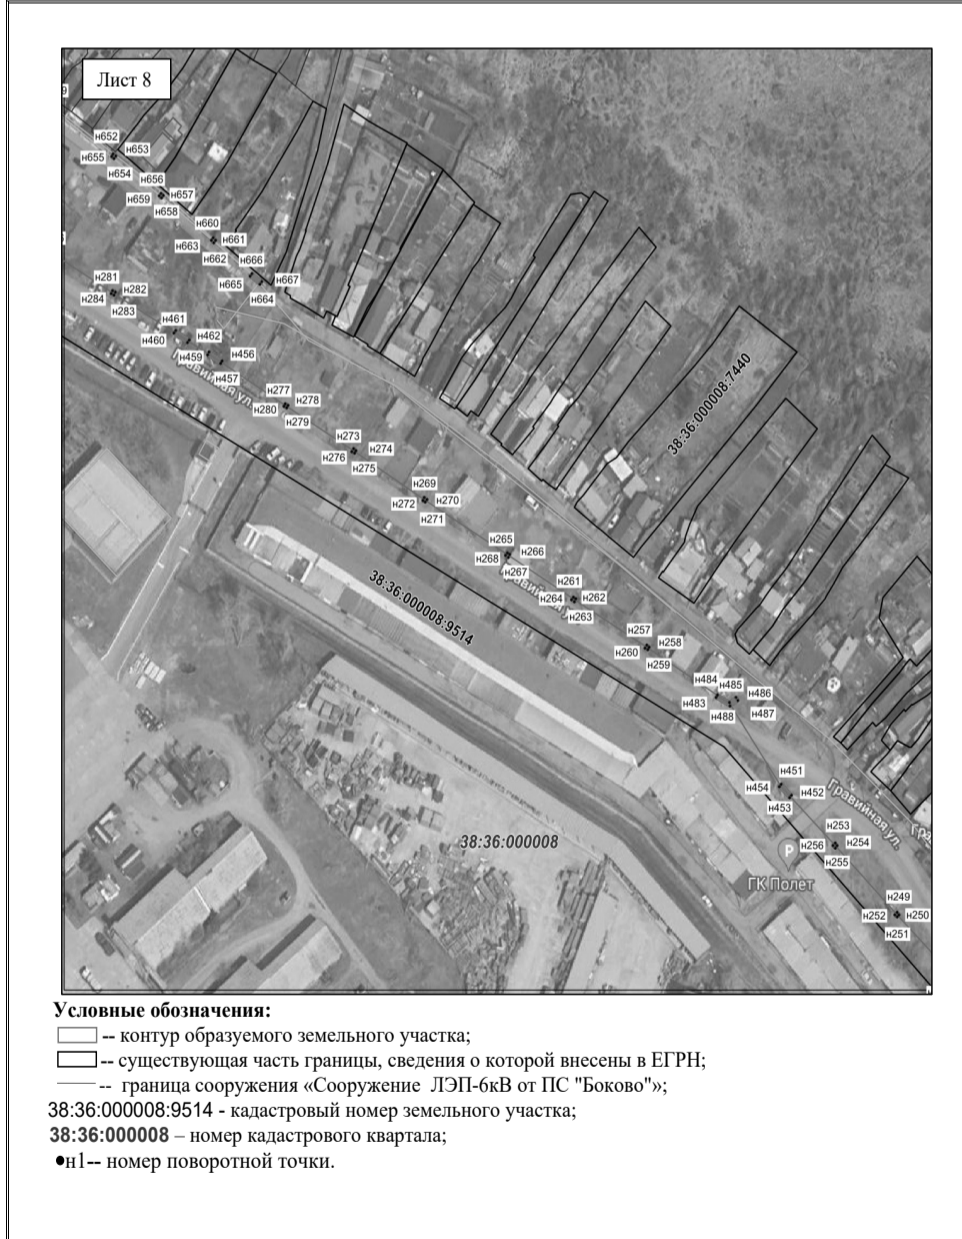 Лист 8
н652
н653
н655
н654
н656
н657
н659
н658
н660
н661
н663
н662
н666
н667
н665
н664
н281
н282
н284
н283
н461
н460
н462
н459
н456
н457
Гравийная ул.
н277
н278
н280
н279
н273
н274
н276
н275
н269
н270
н272
н271
н265
н266
н268
н267
н261
н262
н264
н263
н257
н258
н260
н259
н484
н485
н486
н483
н488
н487
38:36:000008:7440
38:36:000008:9514
н451
н454
н452
н453
Гравийная ул.
н253
н254
н256
н255
ГК Полет
P
н249
н250
н252
н251
38:36:000008
Условные обозначения:
-- контур образуемого земельного участка;
-- существующая часть границы, сведения о которой внесены в ЕГРН;
-- граница сооружения «Сооружение ЛЭП-6кВ от ПС "Боково"»;
38:36:000008:9514 - кадастровый номер земельного участка;
38:36:000008 – номер кадастрового квартала;
●н1-- номер поворотной точки.